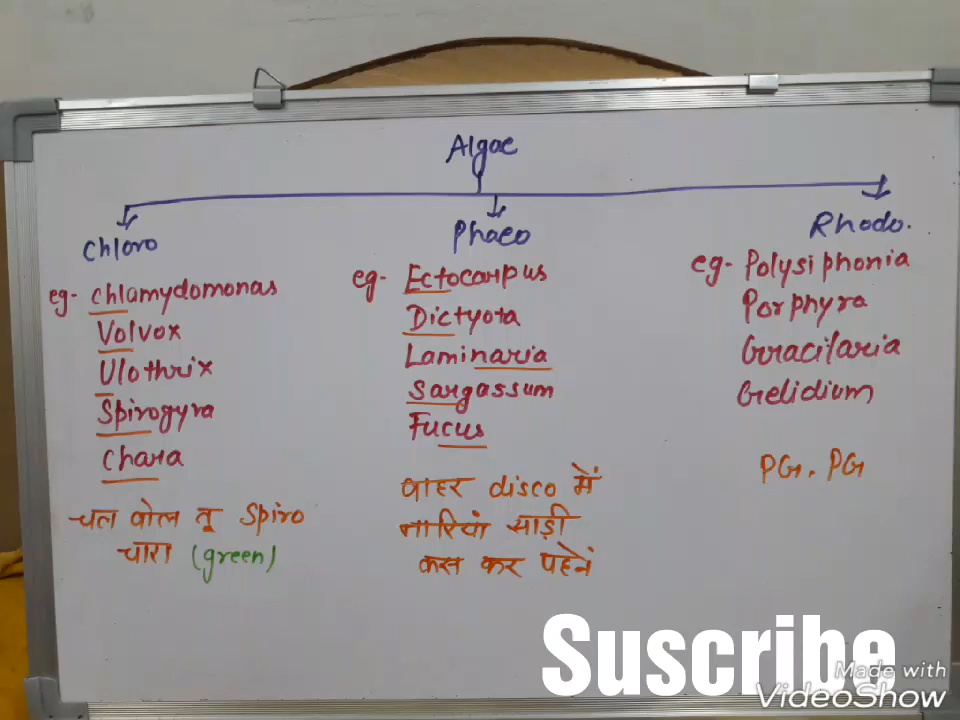 Algae
Chloro
eg- chlamydomonas
Volvox
Ulothrix
Spirogyra
Chara
चल वोल तू Spiro
चारा (green)
Phaeo
eg- Ectocarpus
Dictyota
Laminaria
Sargassum
Fucus
वाहर disco में
नारियां साड़ी
कस कर पहेनें
Rhodo.
eg- Polysiphonia
Porphyra
Gracilaria
Gelidium
PG, PG
Suscribe
Made with
VideoShow